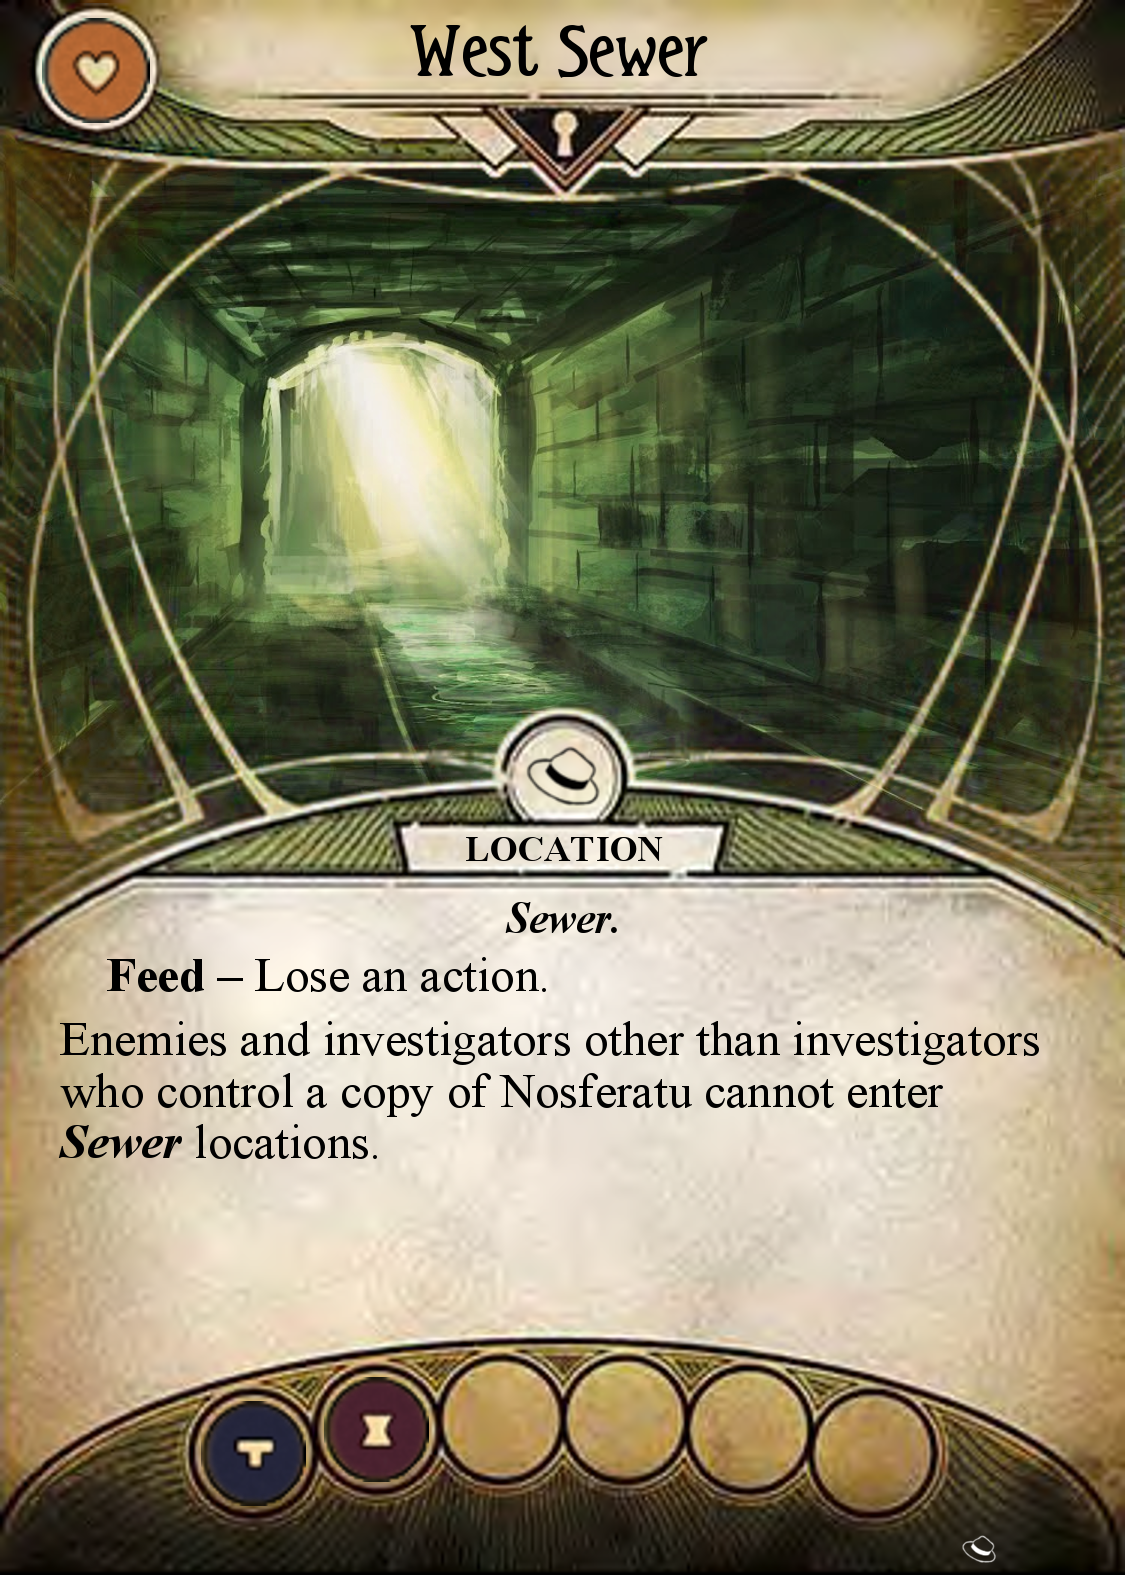 West Sewer
LOCATION
Sewer.
Feed – Lose an action.
Enemies and investigators other than investigators
who control a copy of Nosferatu cannot enter
Sewer locations.